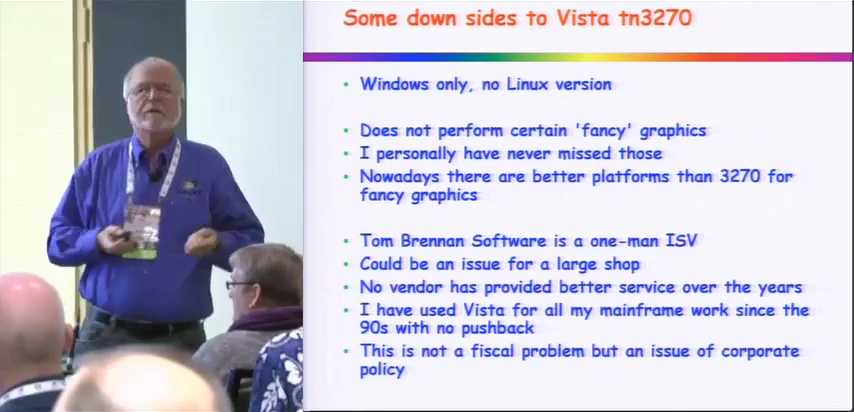 Some down sides to Vista tn3270
Windows only, no Linux version
Does not perform certain 'fancy' graphics
I personally have never missed those
Nowadays there are better platforms than 3270 for
fancy graphics
Tom Brennan Software is a one-man ISV
Could be an issue for a large shop
No vendor has provided better service over the years
I have used Vista for all my mainframe work since the
90s with no pushback
This is not a fiscal problem but an issue of corporate
policy